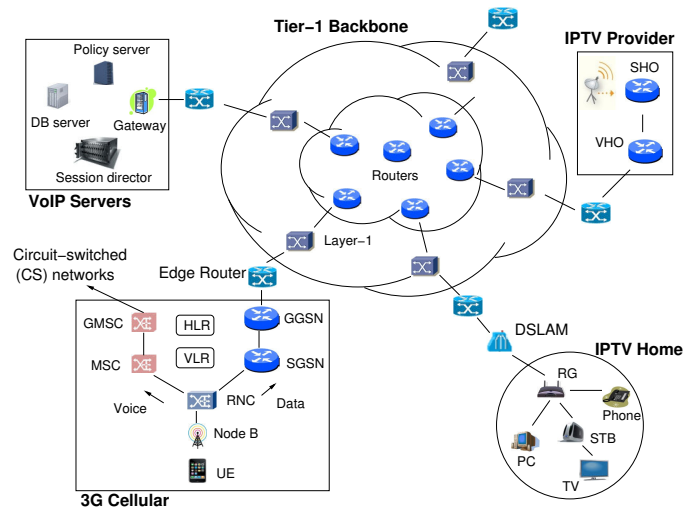 Tier−1 Backbone
IPTV Provider
Policy server
SHO
DB server
Gateway
VHO
Routers
Session director
VoIP Servers
Layer−1
Circuit−switched
(CS) networks
Edge Router
GMSC
HLR
GGSN
DSLAM
IPTV Home
MSC
VLR
SGSN
RG
Voice
RNC
Data
Phone
Node B
STB
PC
UE
TV
3G Cellular